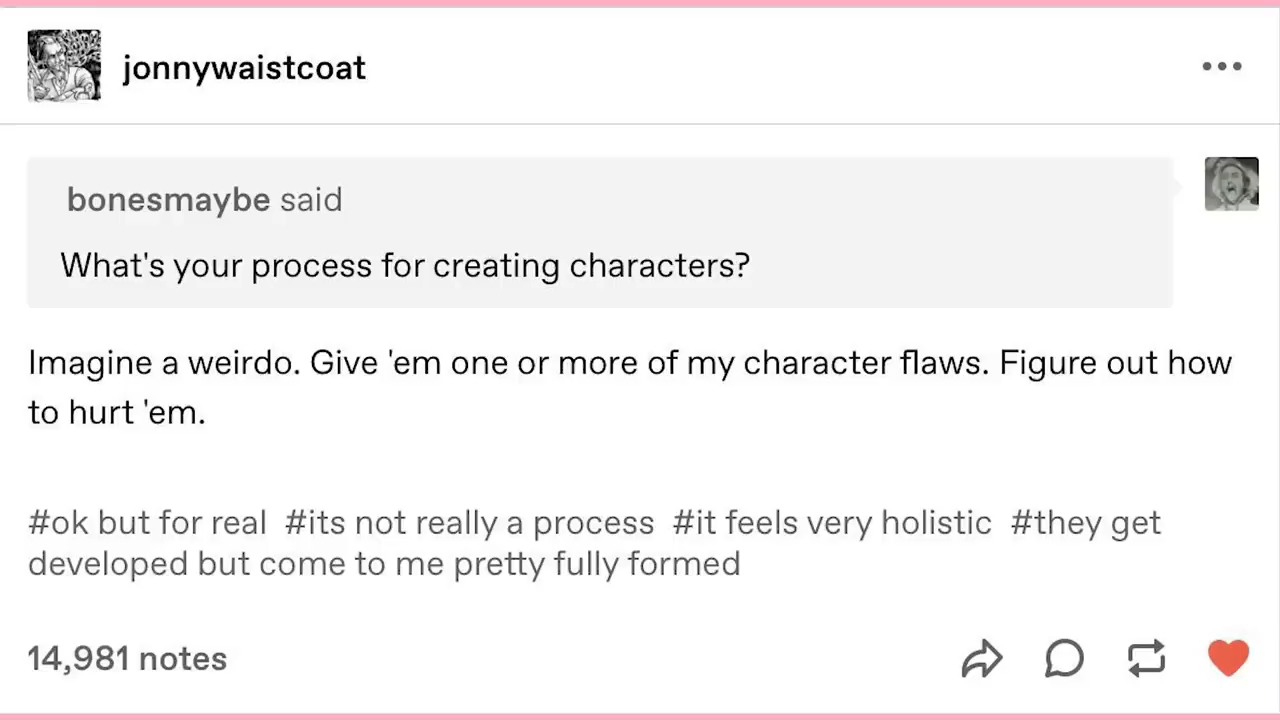 jonnywaistcoat
bonesmaybe said
What's your process for creating characters?
Imagine a weirdo. Give 'em one or more of my character flaws. Figure out how
to hurt 'em.
#ok but for real #its not really a process #it feels very holistic #they get
developed but come to me pretty fully formed
14,981 notes